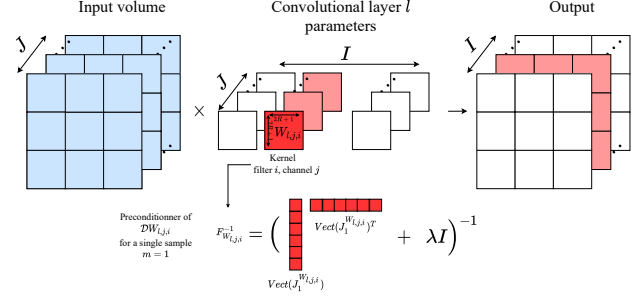 Input volume
Convolutional layer l
parameters
Output
J
J
I
I
×
2R + 1
W_{l,j,i}
Kernel
filter i, channel j
Preconditionner of
𝒟W_{l,j,i}
for a single sample
m = 1
F^{-1}_{W_{l,j,i}} = ( Vect(J_1^{W_{l,j,i}})^T + λI )^{-1}
Vect(J_1^{W_{l,j,i}})